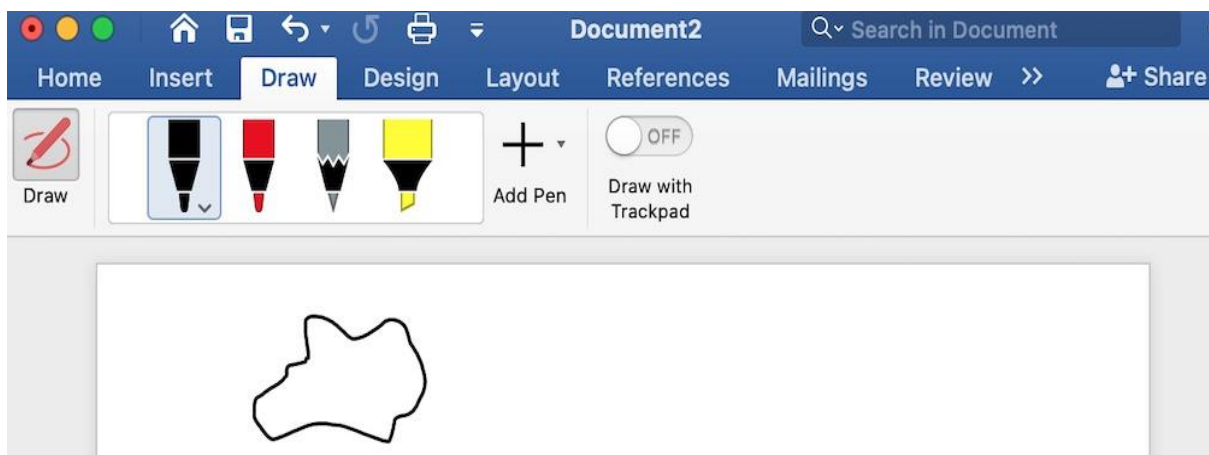 Document2 Search in Document
Home Insert Draw Design Layout References Mailings Review >> Share
OFF
Draw Add Pen Draw with
Trackpad